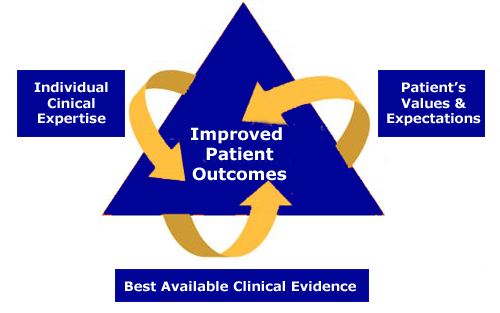 Individual
Cinical
Expertise
Patient's
Values &
Expectations
Improved
Patient
Outcomes
Best Available Clinical Evidence